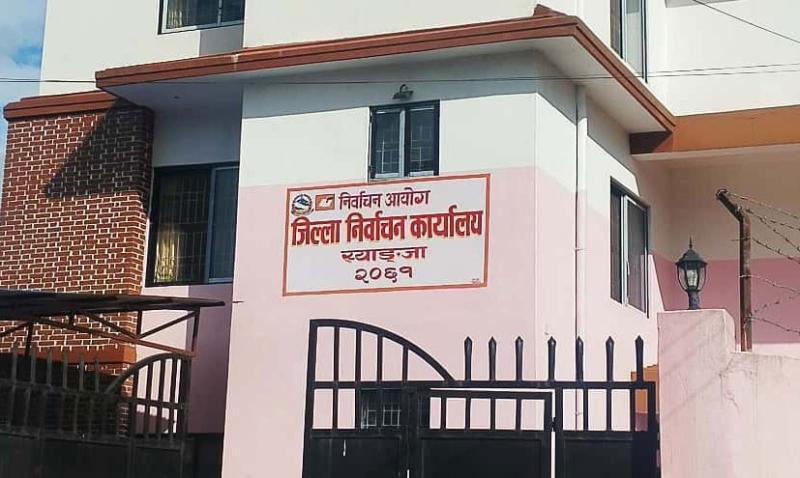 निर्वाचन आयोग
जिल्ला निर्वाचन कार्यालय
स्याङ्जा
२०६१